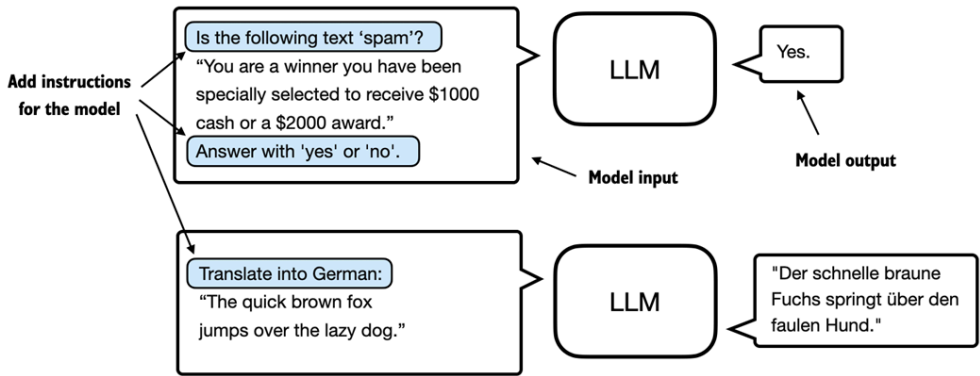 Add instructions
for the model
Is the following text ‘spam’?
“You are a winner you have been
specially selected to receive $1000
cash or a $2000 award.”
Answer with 'yes' or 'no'.
LLM
Yes.
Model input
Model output
Translate into German:
“The quick brown fox
jumps over the lazy dog.”
LLM
"Der schnelle braune
Fuchs springt über den
faulen Hund."